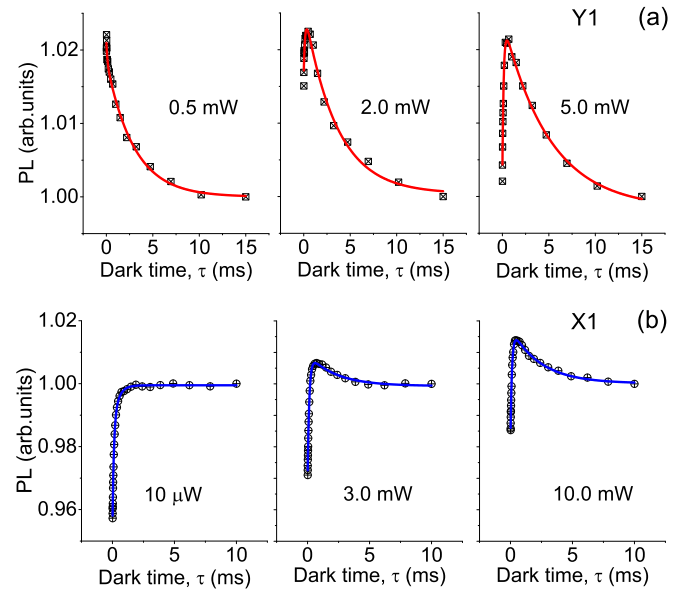 Y1 (a)
PL (arb.units)
1.02
1.01
1.00
0.5 mW
2.0 mW
5.0 mW
0 5 10 15 0 5 10 15 0 5 10 15
Dark time, τ (ms) Dark time, τ (ms) Dark time, τ (ms)
X1 (b)
PL (arb.units)
1.02
1.00
0.98
0.96
10 μW
3.0 mW
10.0 mW
0 5 10 0 5 10 0 5 10
Dark time, τ (ms) Dark time, τ (ms) Dark time, τ (ms)